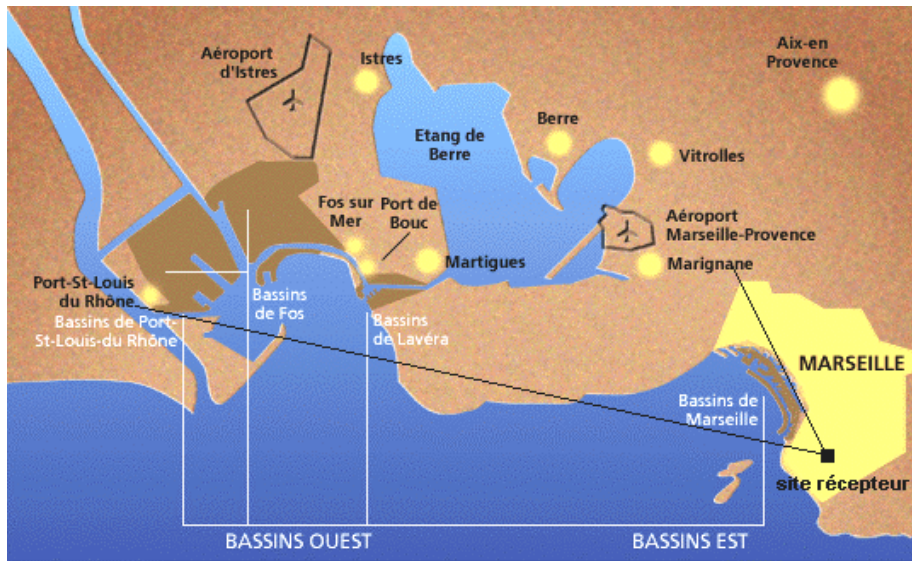 Aéroport
d'Istres
Istres
Aix-en
Provence
Etang de
Berre
Berre
Vitrolles
Fos sur
Mer
Port de
Bouc
Aéroport
Marseille-Provence
Martigues
Marignane
Port-St-Louis
du Rhône
Bassins de Port-
St-Louis-du Rhône
Bassins
de Fos
Bassins
de Lavéra
MARSEILLE
Bassins de
Marseille
site récepteur
BASSINS OUEST
BASSINS EST